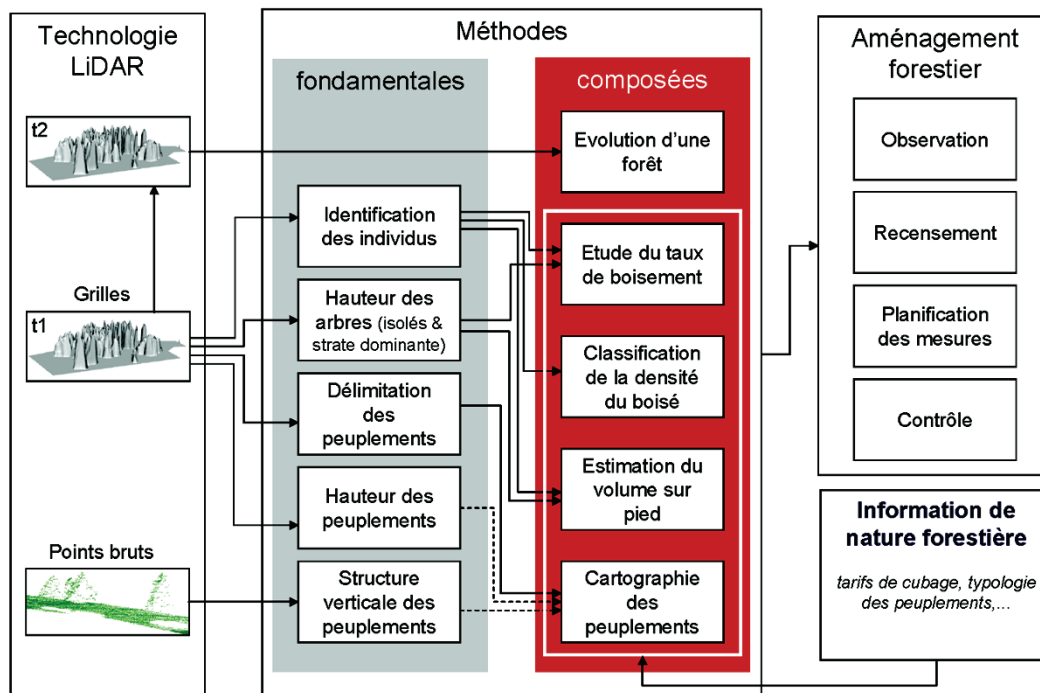 Technologie
LiDAR
t2
Grilles
t1
Points bruts
Méthodes
fondamentales
Identification
des individus
Hauteur des
arbres (isolés &
strate dominante)
Délimitation
des
peuplements
Hauteur des
peuplements
Structure
verticale des
peuplements
composées
Evolution d'une
forêt
Etude du taux
de boisement
Classification
de la densité
du boisé
Estimation du
volume sur
pied
Cartographie
des
peuplements
Aménagement
forestier
Observation
Recensement
Planification
des mesures
Contrôle
Information de
nature forestière
tarifs de cubage, typologie
des peuplements,...